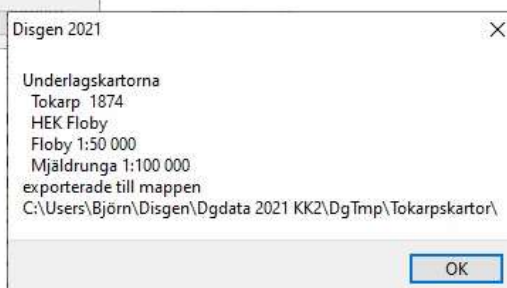 Disgen 2021
Underlagskartorna
Tokarp 1874
HEK Floby
Floby 1:50 000
Mjäldrunga 1:100 000
exporterade till mappen
C:\Users\Björn\Disgen\Dgdata 2021 KK2\DgTmp\Tokarpskartor\
OK